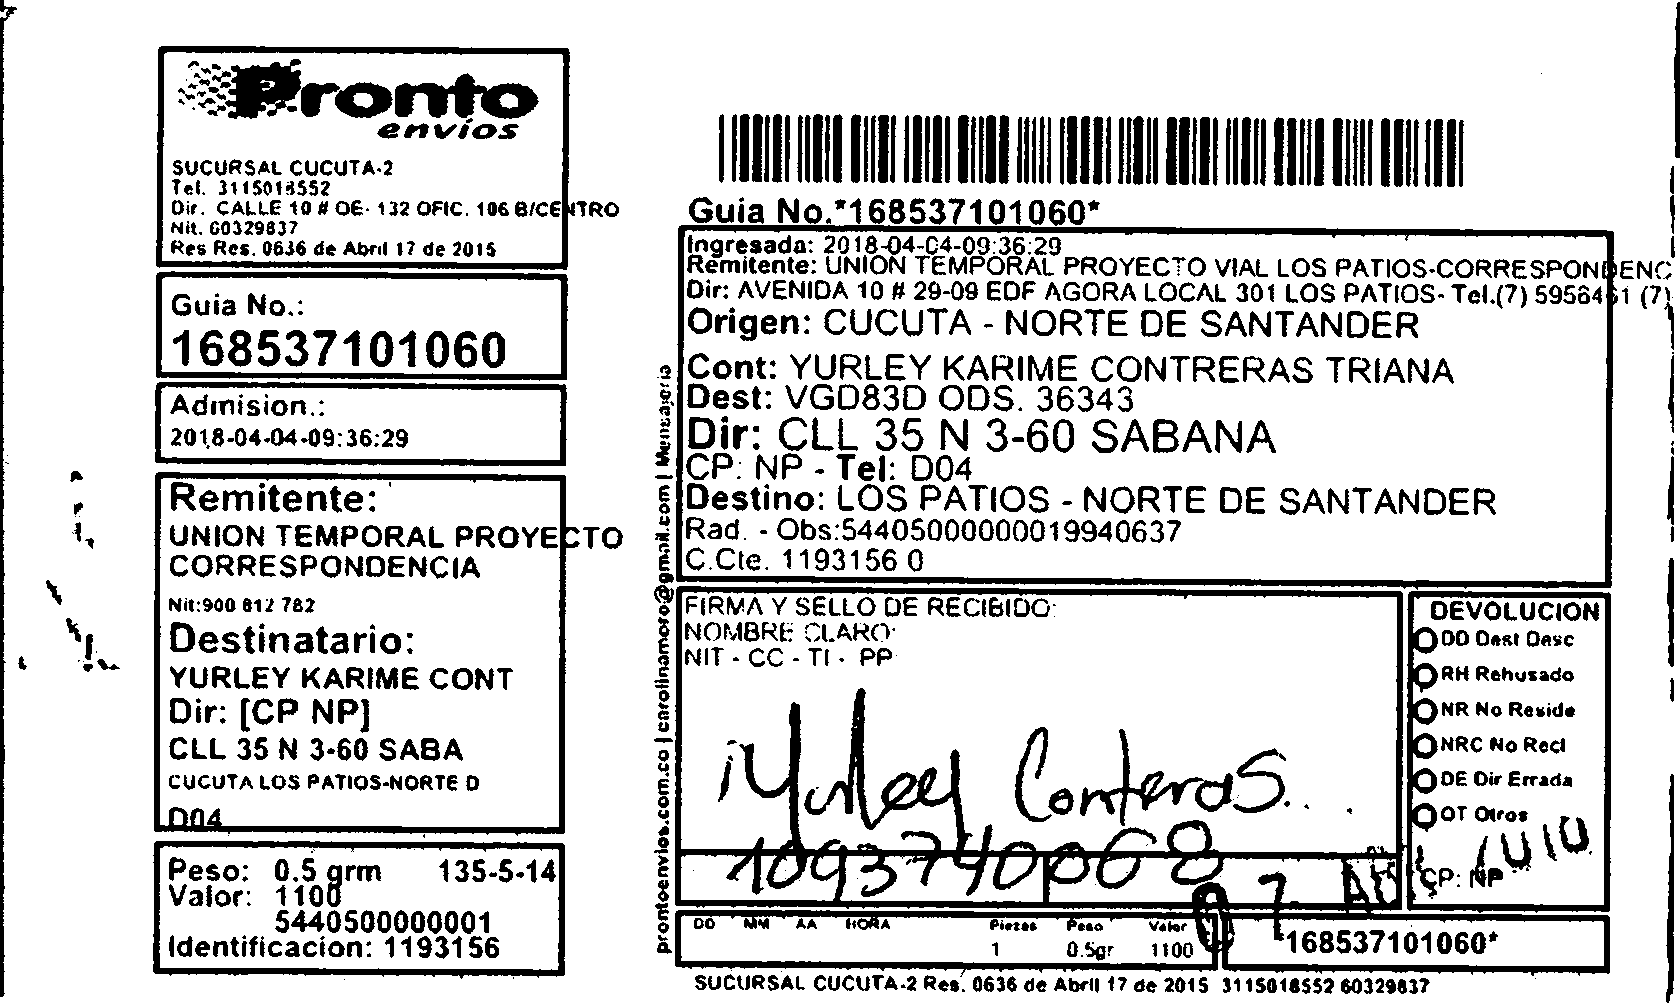 Pronto
envíos
SUCURSAL CUCUTA-2
Tel. 3115018552
Dir. CALLE 10 # OE- 132 OFIC. 106 B/CENTRO
Nit. 60329837
Res Res. 0636 de Abril 17 de 2015
Guia No.:
168537101060
Admision.:
2018-04-04-09:36:29
Remitente:
UNION TEMPORAL PROYECTO
CORRESPONDENCIA
Nit:900 812 782
Destinatario:
YURLEY KARIME CONT
Dir: [CP NP]
CLL 35 N 3-60 SABA
CUCUTA LOS PATIOS-NORTE D
D04
Peso: 0.5 grm 135-5-14
Valor: 1100
5440500000001
Identificacion: 1193156
prontoenvios.com.co | carolinamoro@gmail.com | Mensajeria
Guia No.*168537101060*
Ingresada: 2018-04-04-09:36:29
Remitente: UNION TEMPORAL PROYECTO VIAL LOS PATIOS-CORRESPONDENC
Dir: AVENIDA 10 # 29-09 EDF AGORA LOCAL 301 LOS PATIOS- Tel.(7) 5956461 (7)
Origen: CUCUTA - NORTE DE SANTANDER
Cont: YURLEY KARIME CONTRERAS TRIANA
Dest: VGD83D ODS. 36343
Dir: CLL 35 N 3-60 SABANA
CP: NP - Tel: D04
Destino: LOS PATIOS - NORTE DE SANTANDER
Rad. - Obs:544050000000019940637
C.Cte. 1193156 0
FIRMA Y SELLO DE RECIBIDO:
NOMBRE CLARO:
NIT - CC - TI - PP
Yurley Conteras
1093740068
DEVOLUCION
DD Dest Desc
RH Rehusado
NR No Reside
NRC No Recl
DE Dir Errada
OT Otros
CP: NP
DD MM AA HORA Piezas Peso Valor
1 0.5gr 1100
*168537101060*
SUCURSAL CUCUTA-2 Res. 0636 de Abril 17 de 2015 3115018552 60329837